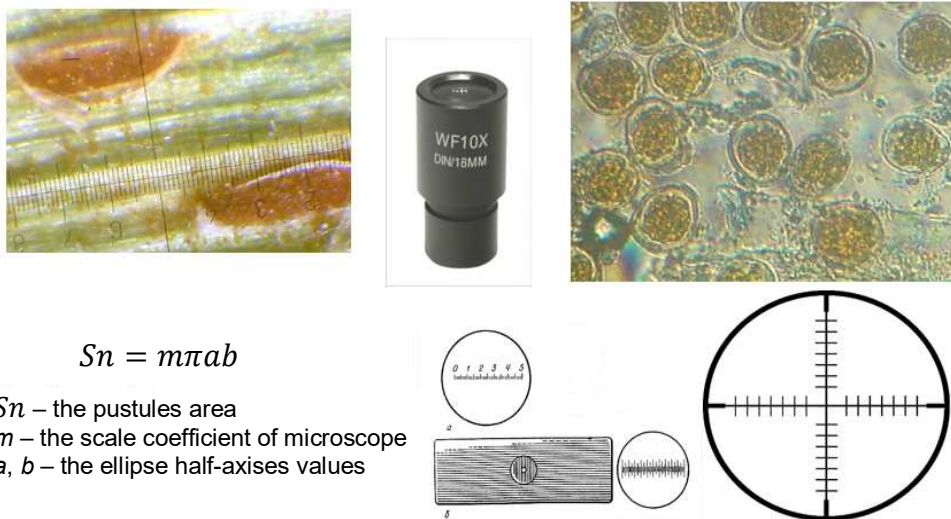 WF10X
DIN/18MM
Sn = mπab
Sn – the pustules area
m – the scale coefficient of microscope
a, b – the ellipse half-axises values
0 1 2 3 4 5
а
б